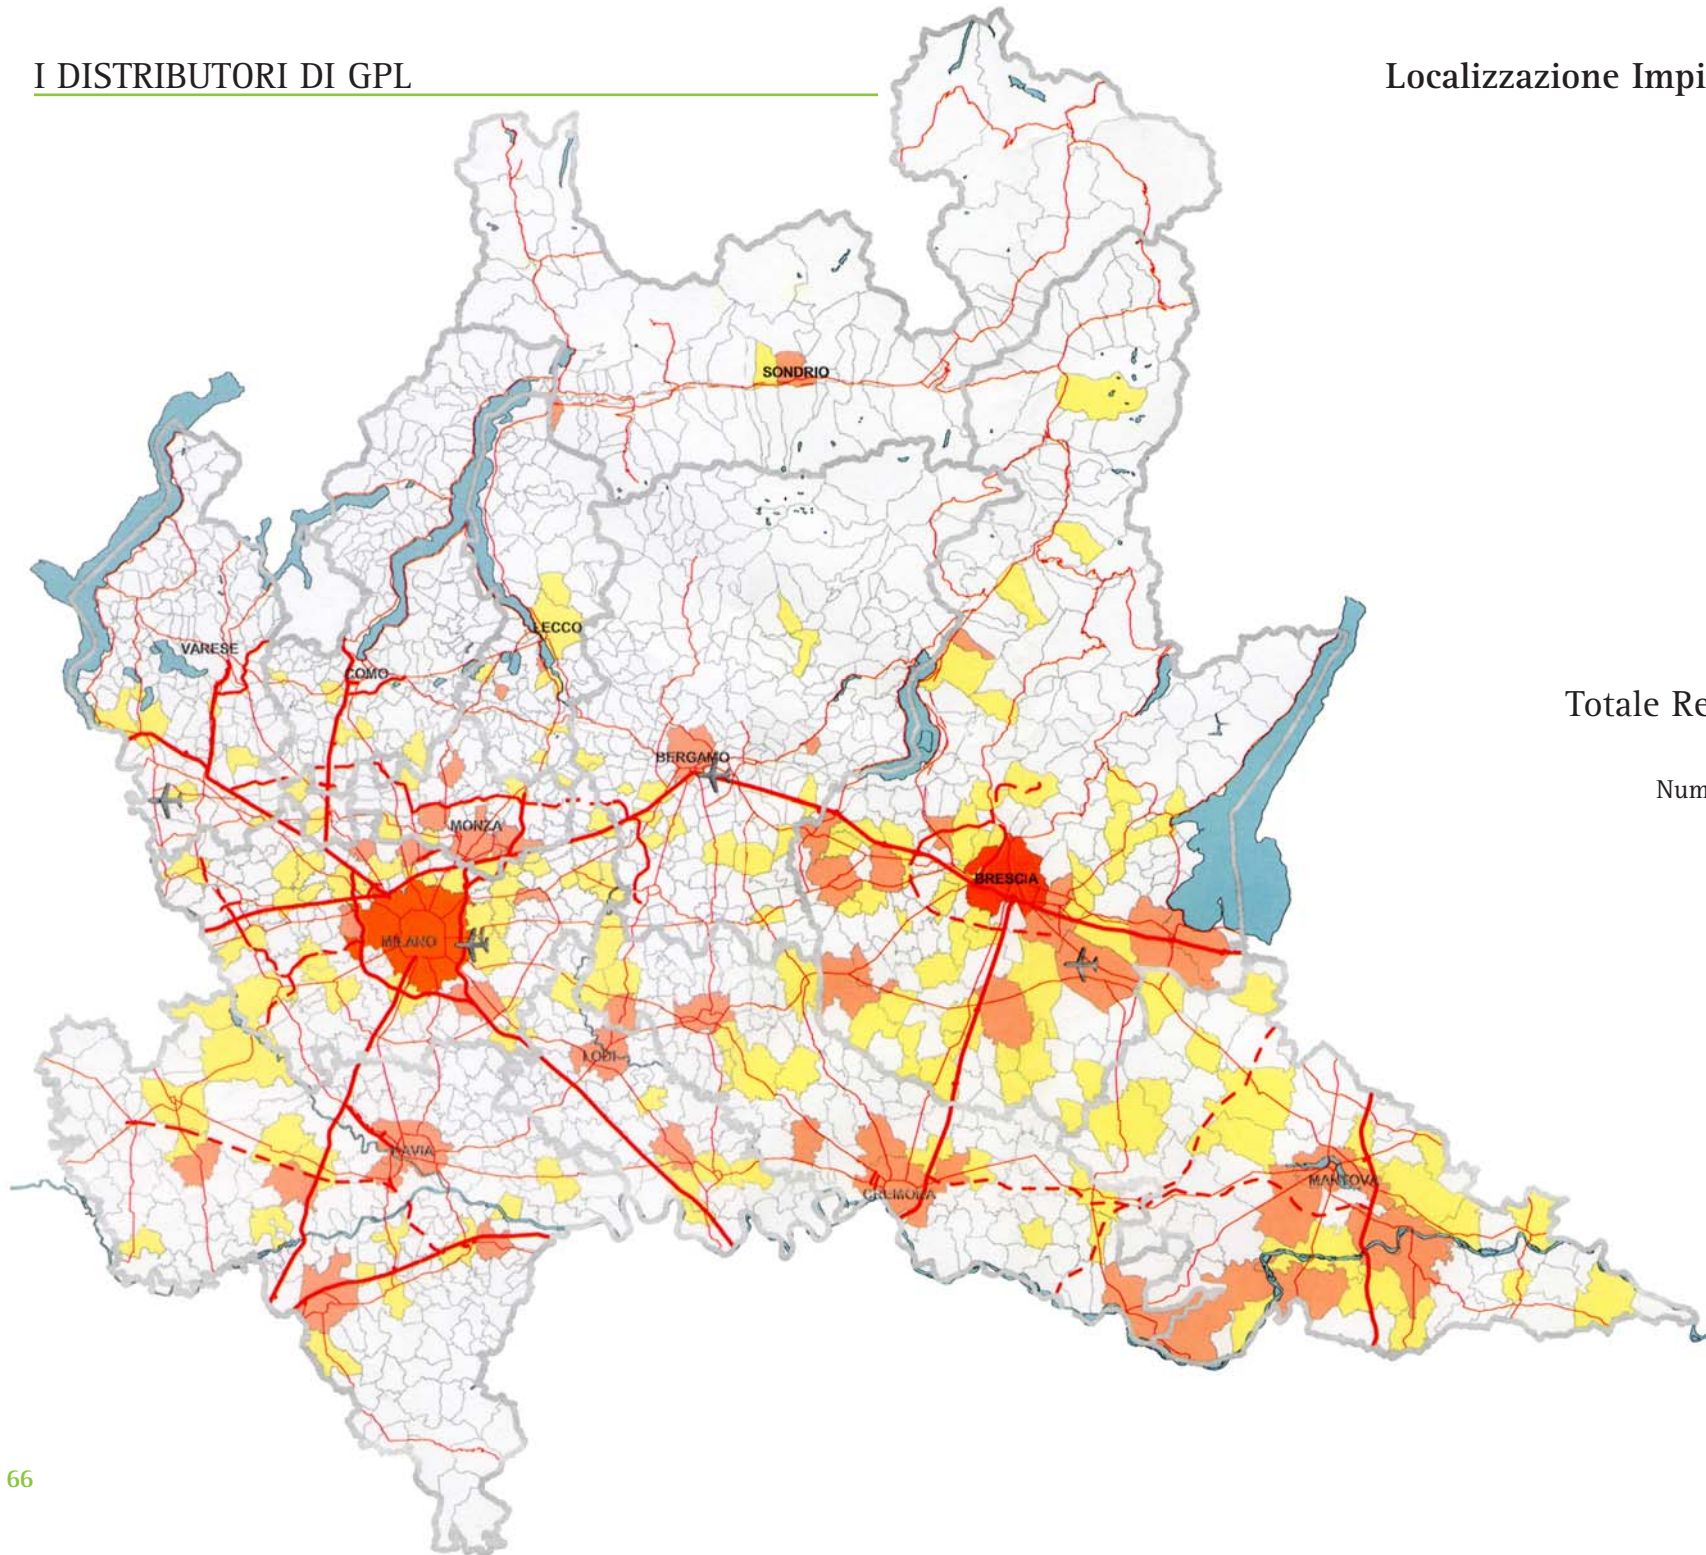 I DISTRIBUTORI DI GPL
Localizzazione Impi
SONDRIO
LECCO
VARESE
COMO
Totale Re
BERGAMO
Num
MONZA
BRESCIA
MILANO
LODI
PAVIA
MANTOVA
CREMONA
66